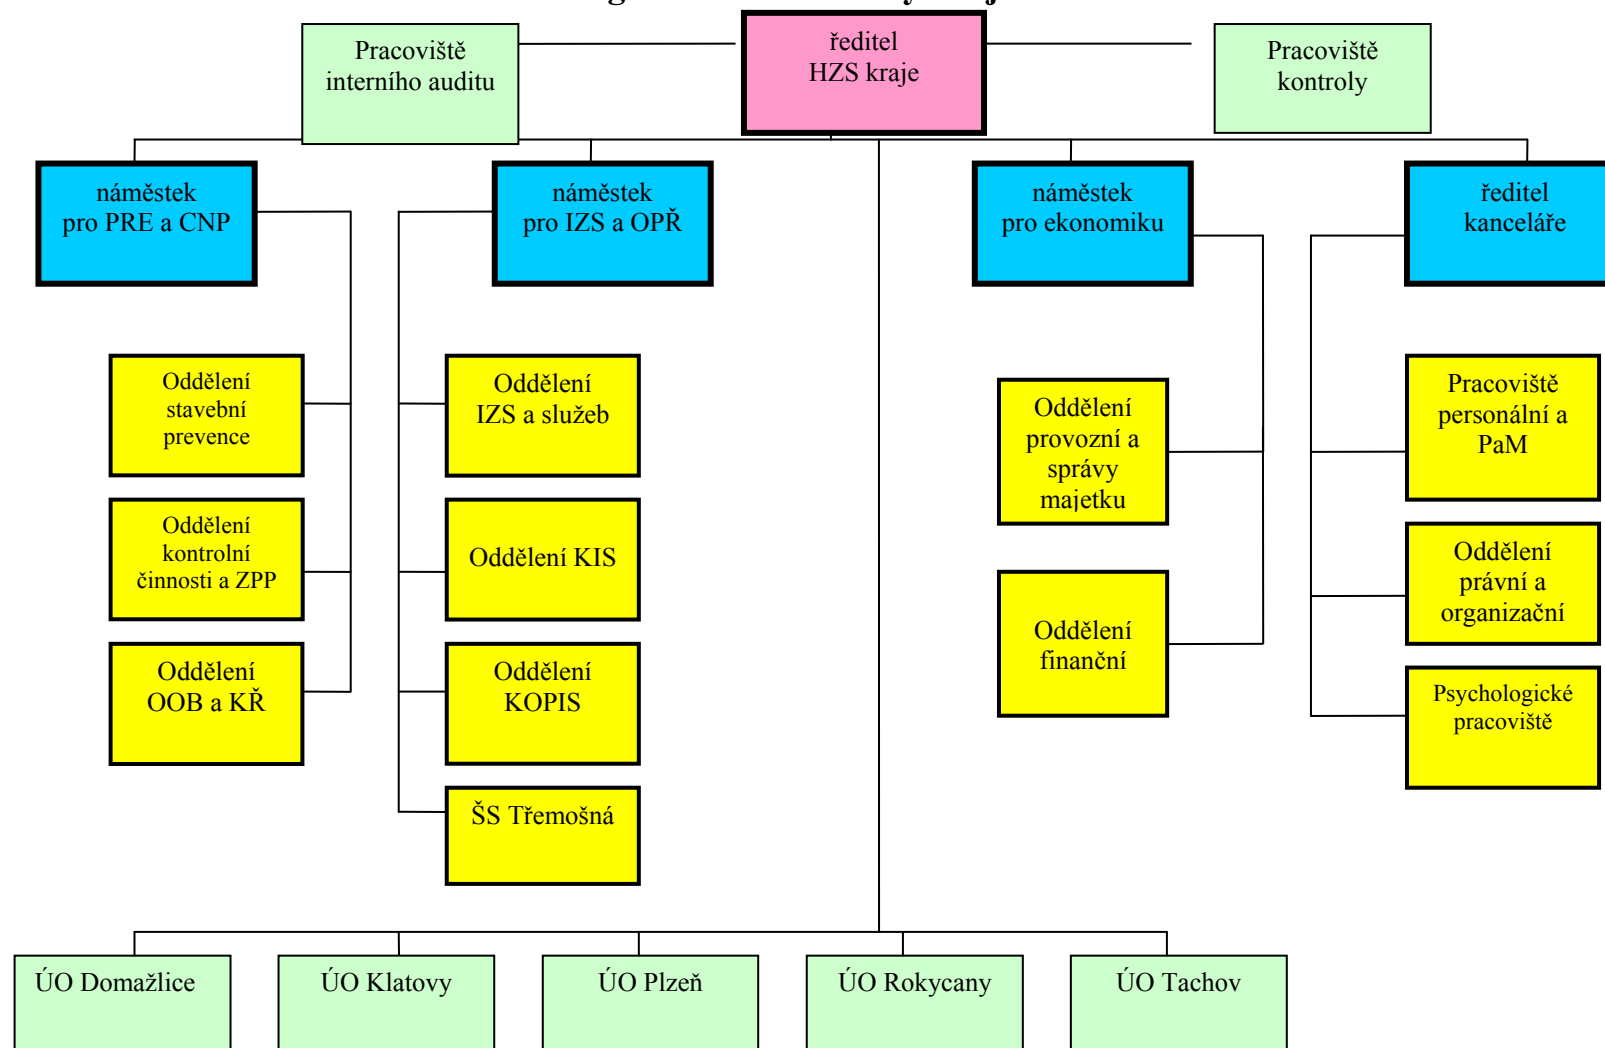 Pracoviště
interního auditu
ředitel
HZS kraje
Pracoviště
kontroly
náměstek
pro PRE a CNP
náměstek
pro IZS a OPŘ
náměstek
pro ekonomiku
ředitel
kanceláře
Oddělení
stavební
prevence
Oddělení
kontrolní
činnosti a ZPP
Oddělení
OOB a KŘ
Oddělení
IZS a služeb
Oddělení KIS
Oddělení
KOPIS
ŠS Třemošná
Oddělení
provozní a
správy
majetku
Oddělení
finanční
Pracoviště
personální a
PaM
Oddělení
právní a
organizační
Psychologické
pracoviště
ÚO Domažlice
ÚO Klatovy
ÚO Plzeň
ÚO Rokycany
ÚO Tachov